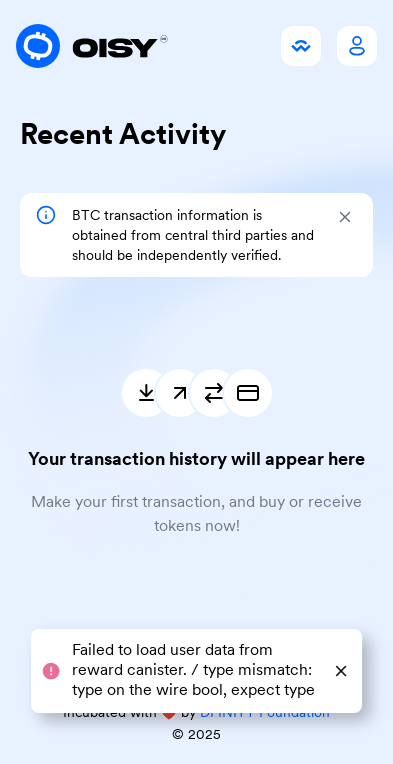 OISY
Recent Activity
BTC transaction information is
obtained from central third parties and
should be independently verified.
Your transaction history will appear here
Make your first transaction, and buy or receive
tokens now!
Failed to load user data from
reward canister. / type mismatch:
type on the wire bool, expect type
Incubated with by DFINITY Foundation
© 2025